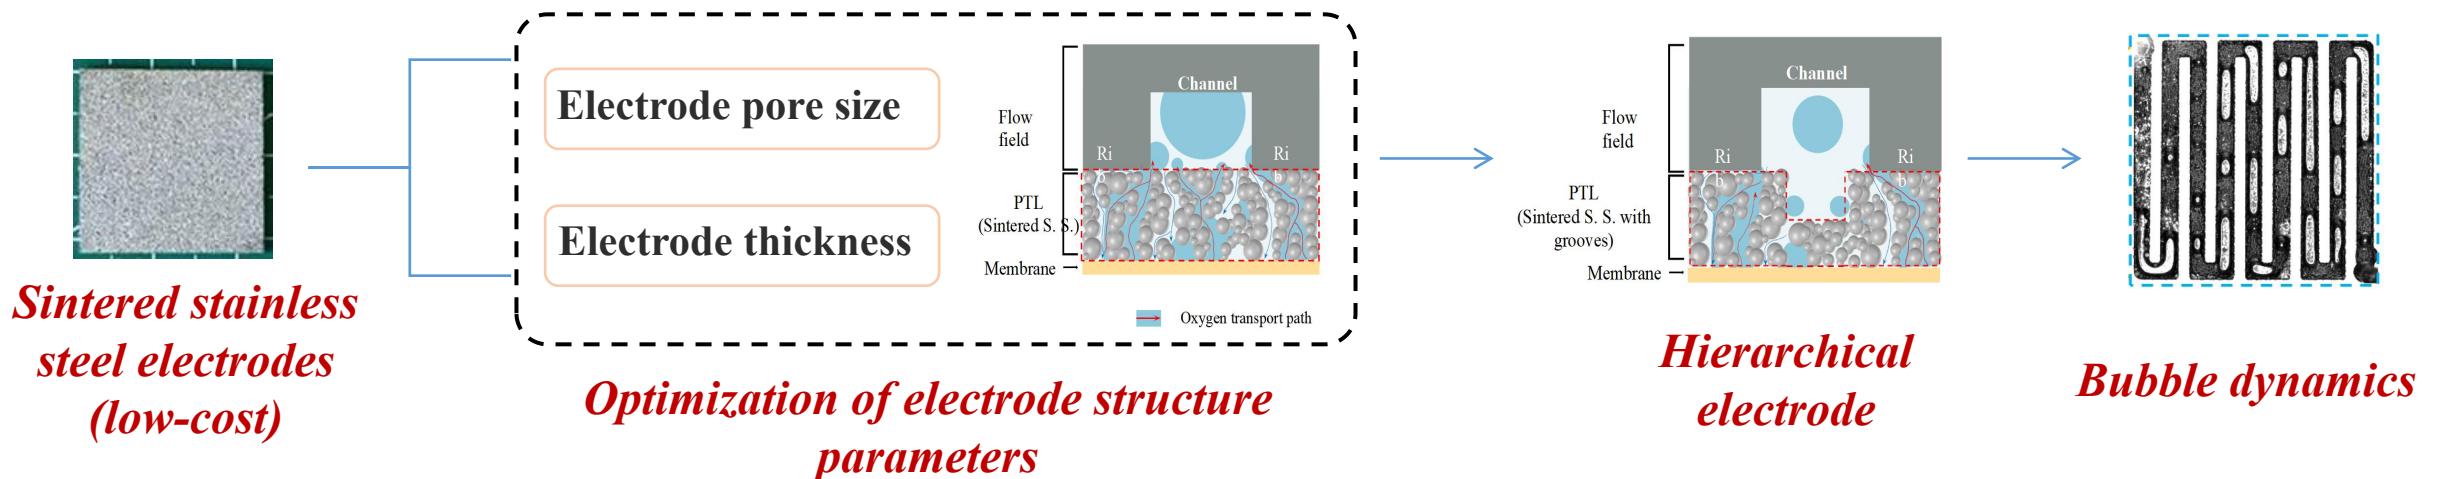 Sintered stainless
steel electrodes
(low-cost)
Electrode pore size
Electrode thickness
Channel
Flow
field
Ri
Ri
b
PTL
(Sintered S. S.)
Membrane
Oxygen transport path
Optimization of electrode structure
parameters
Channel
Flow
field
Ri
Ri
b
b
PTL
(Sintered S. S. with
grooves)
Membrane
Hierarchical
electrode
Bubble dynamics